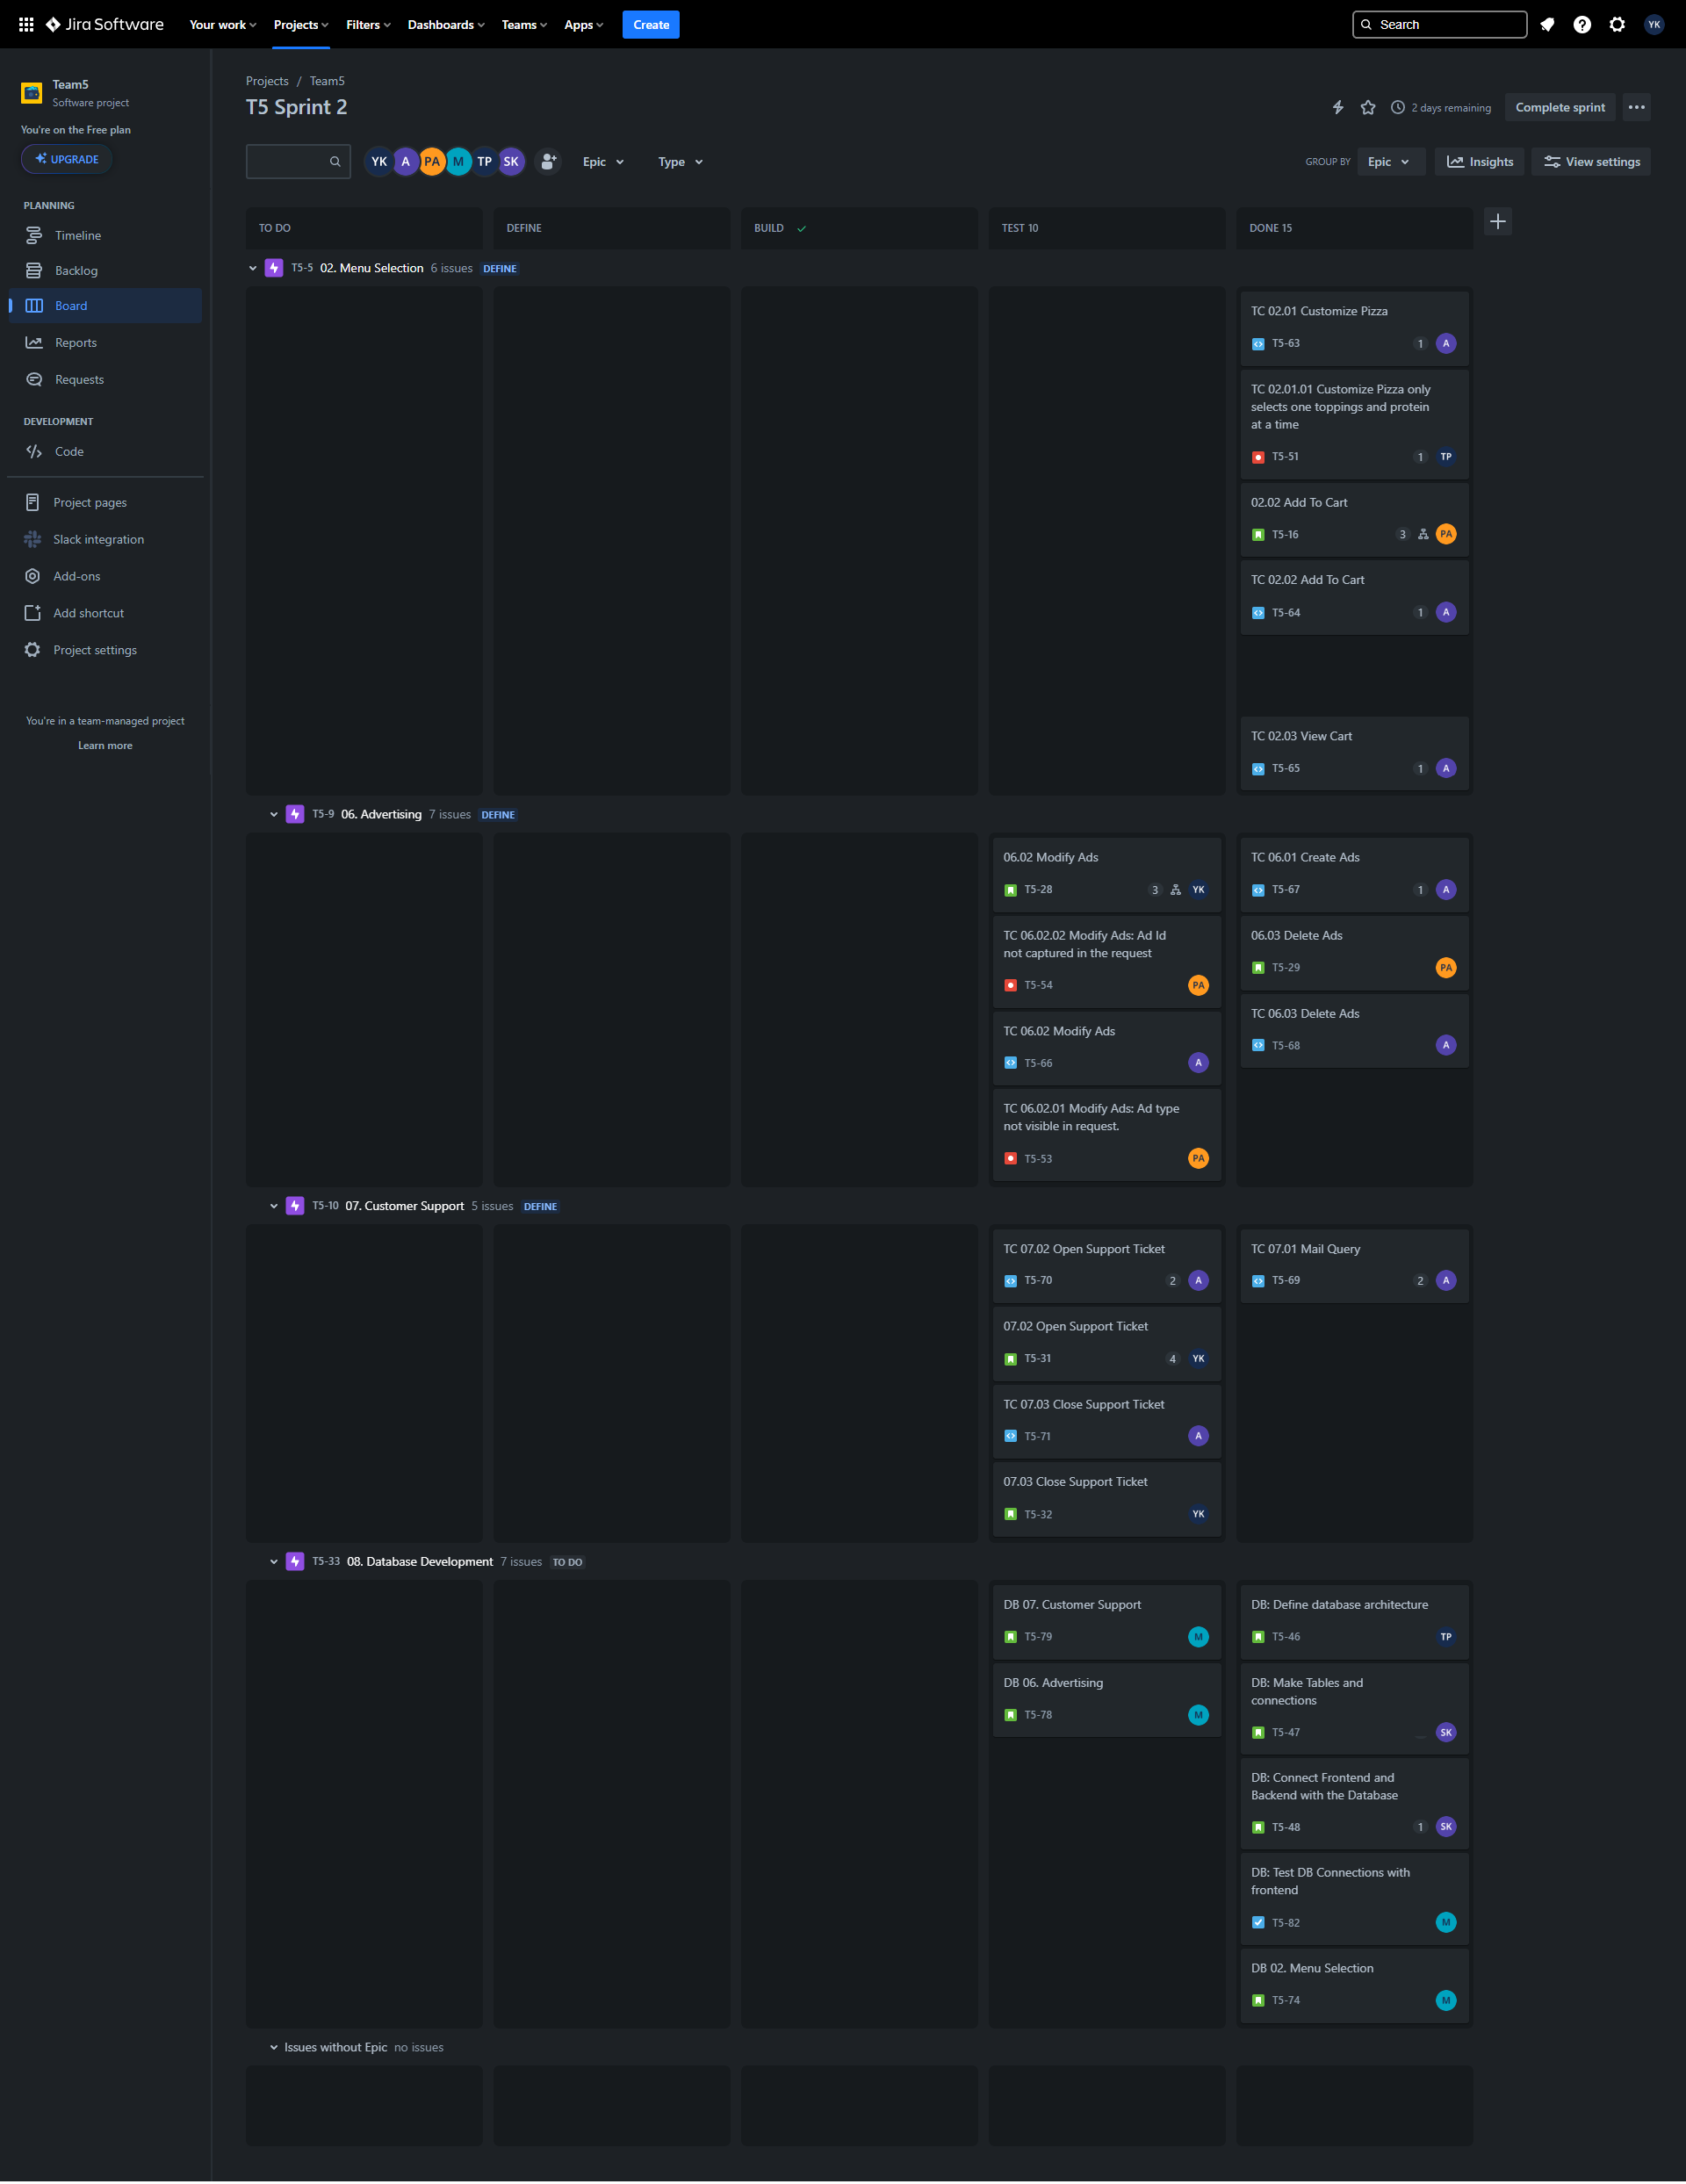 Jira Software
Your work
Projects
Filters
Dashboards
Teams
Apps
Create
Search
YK
Team5
Software project
You're on the Free plan
UPGRADE
PLANNING
Timeline
Backlog
Board
Reports
Requests
DEVELOPMENT
Code
Project pages
Slack integration
Add-ons
Add shortcut
Project settings
You're in a team-managed project
Learn more
Projects / Team5
T5 Sprint 2
2 days remaining
Complete sprint
YK A PA M TP SK
Epic
Type
GROUP BY
Epic
Insights
View settings
TO DO
DEFINE
BUILD
TEST 10
DONE 15
T5-5 02. Menu Selection 6 issues DEFINE
TC 02.01 Customize Pizza
T5-63 1 A
TC 02.01.01 Customize Pizza only
selects one toppings and protein
at a time
T5-51 1 TP
02.02 Add To Cart
T5-16 3 PA
TC 02.02 Add To Cart
T5-64 1 A
TC 02.03 View Cart
T5-65 1 A
T5-9 06. Advertising 7 issues DEFINE
06.02 Modify Ads
T5-28 3 YK
TC 06.02.02 Modify Ads: Ad Id
not captured in the request
T5-54 PA
TC 06.02 Modify Ads
T5-66 A
TC 06.02.01 Modify Ads: Ad type
not visible in request.
T5-53 PA
TC 06.01 Create Ads
T5-67 1 A
06.03 Delete Ads
T5-29 PA
TC 06.03 Delete Ads
T5-68 A
T5-10 07. Customer Support 5 issues DEFINE
TC 07.02 Open Support Ticket
T5-70 2 A
07.02 Open Support Ticket
T5-31 4 YK
TC 07.03 Close Support Ticket
T5-71 A
07.03 Close Support Ticket
T5-32 YK
TC 07.01 Mail Query
T5-69 2 A
T5-33 08. Database Development 7 issues TO DO
DB 07. Customer Support
T5-79 M
DB 06. Advertising
T5-78 M
DB: Define database architecture
T5-46 TP
DB: Make Tables and
connections
T5-47 SK
DB: Connect Frontend and
Backend with the Database
T5-48 1 SK
DB: Test DB Connections with
frontend
T5-82 M
DB 02. Menu Selection
T5-74 M
Issues without Epic no issues